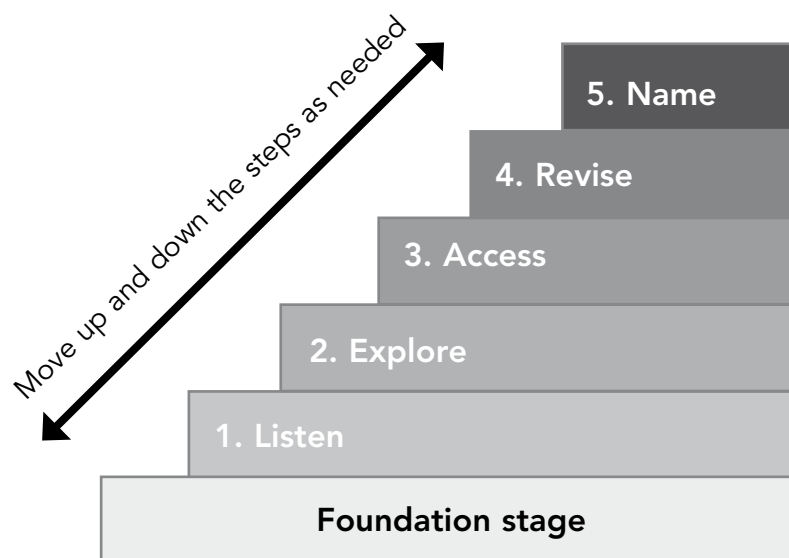 Move up and down the steps as needed
5. Name
4. Revise
3. Access
2. Explore
1. Listen
Foundation stage